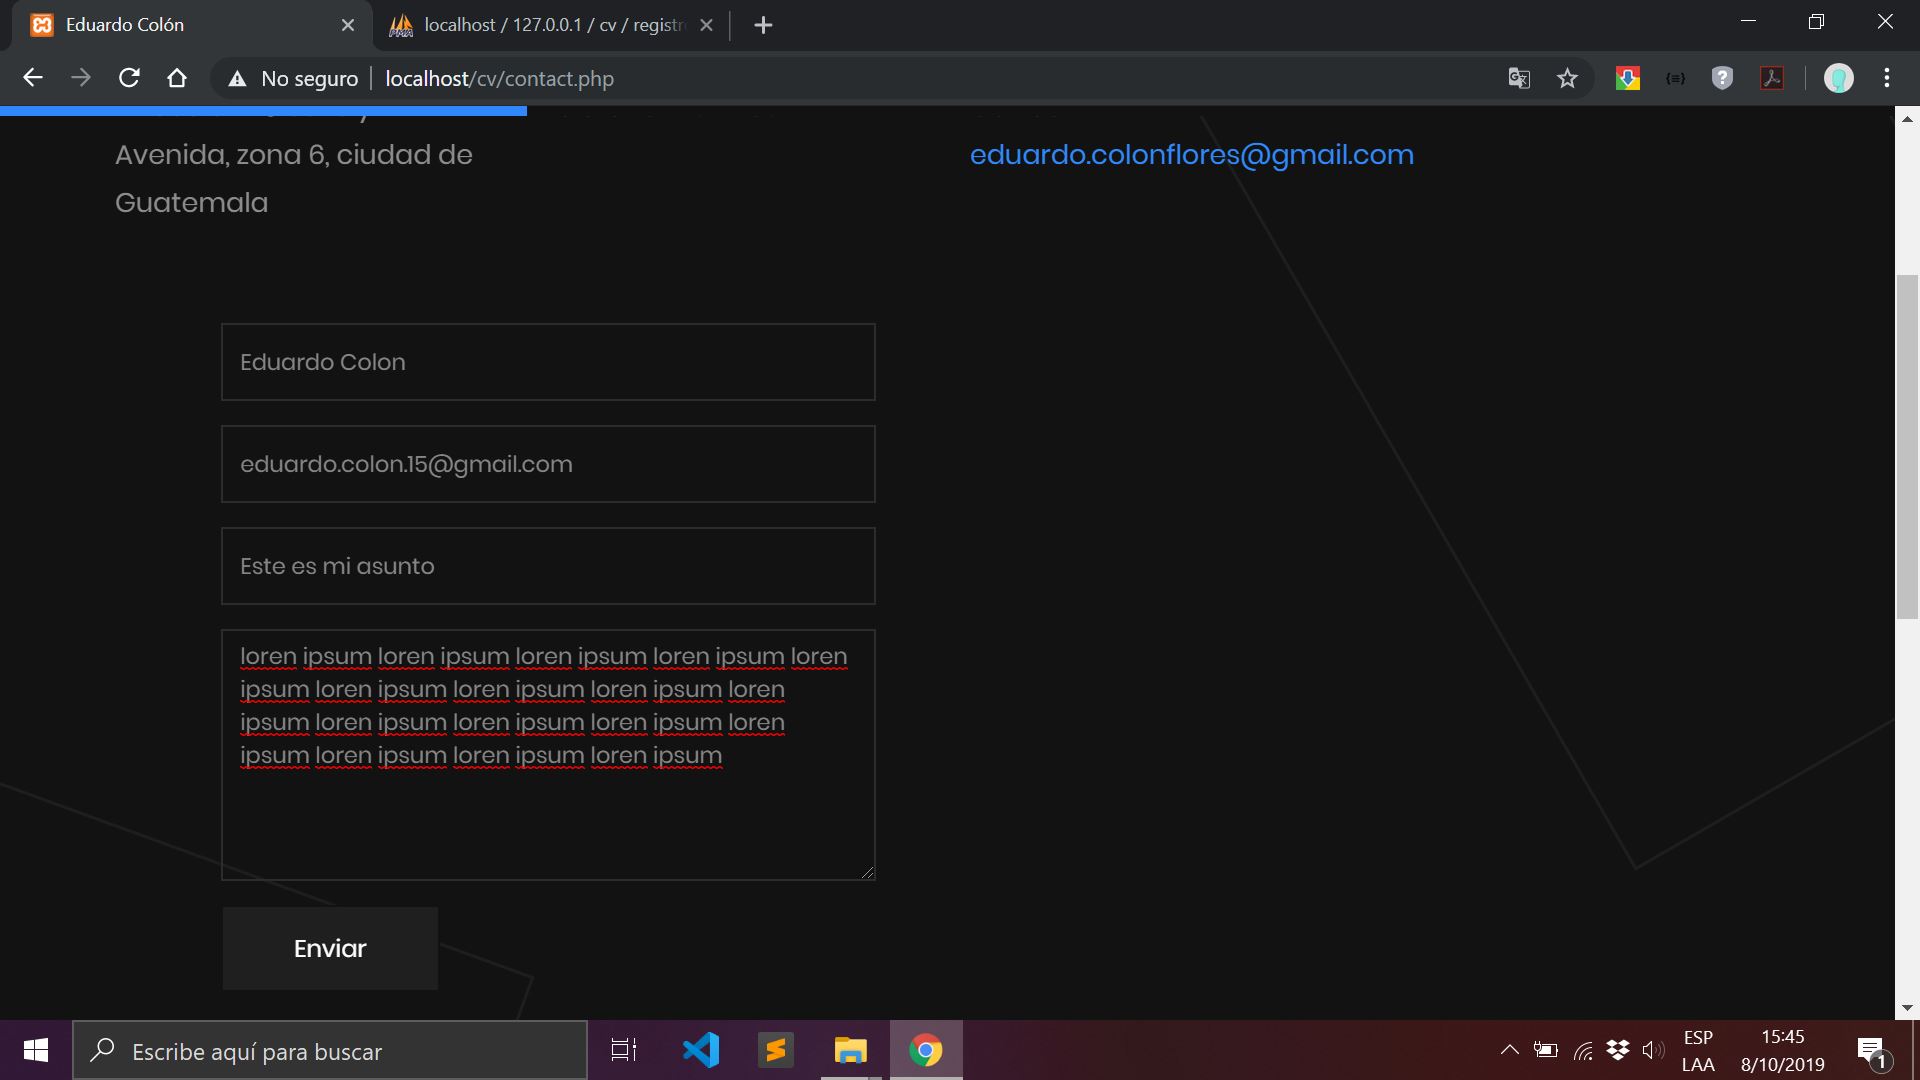 Eduardo Colón
localhost / 127.0.0.1 / cv / registr
No seguro
localhost/cv/contact.php
Avenida, zona 6, ciudad de
Guatemala
eduardo.colonflores@gmail.com
Eduardo Colon
eduardo.colon.15@gmail.com
Este es mi asunto
loren ipsum loren ipsum loren ipsum loren ipsum loren
ipsum loren ipsum loren ipsum loren ipsum loren
ipsum loren ipsum loren ipsum loren ipsum loren
ipsum loren ipsum loren ipsum loren ipsum
Enviar
Escribe aquí para buscar
ESP
LAA
15:45
8/10/2019
1